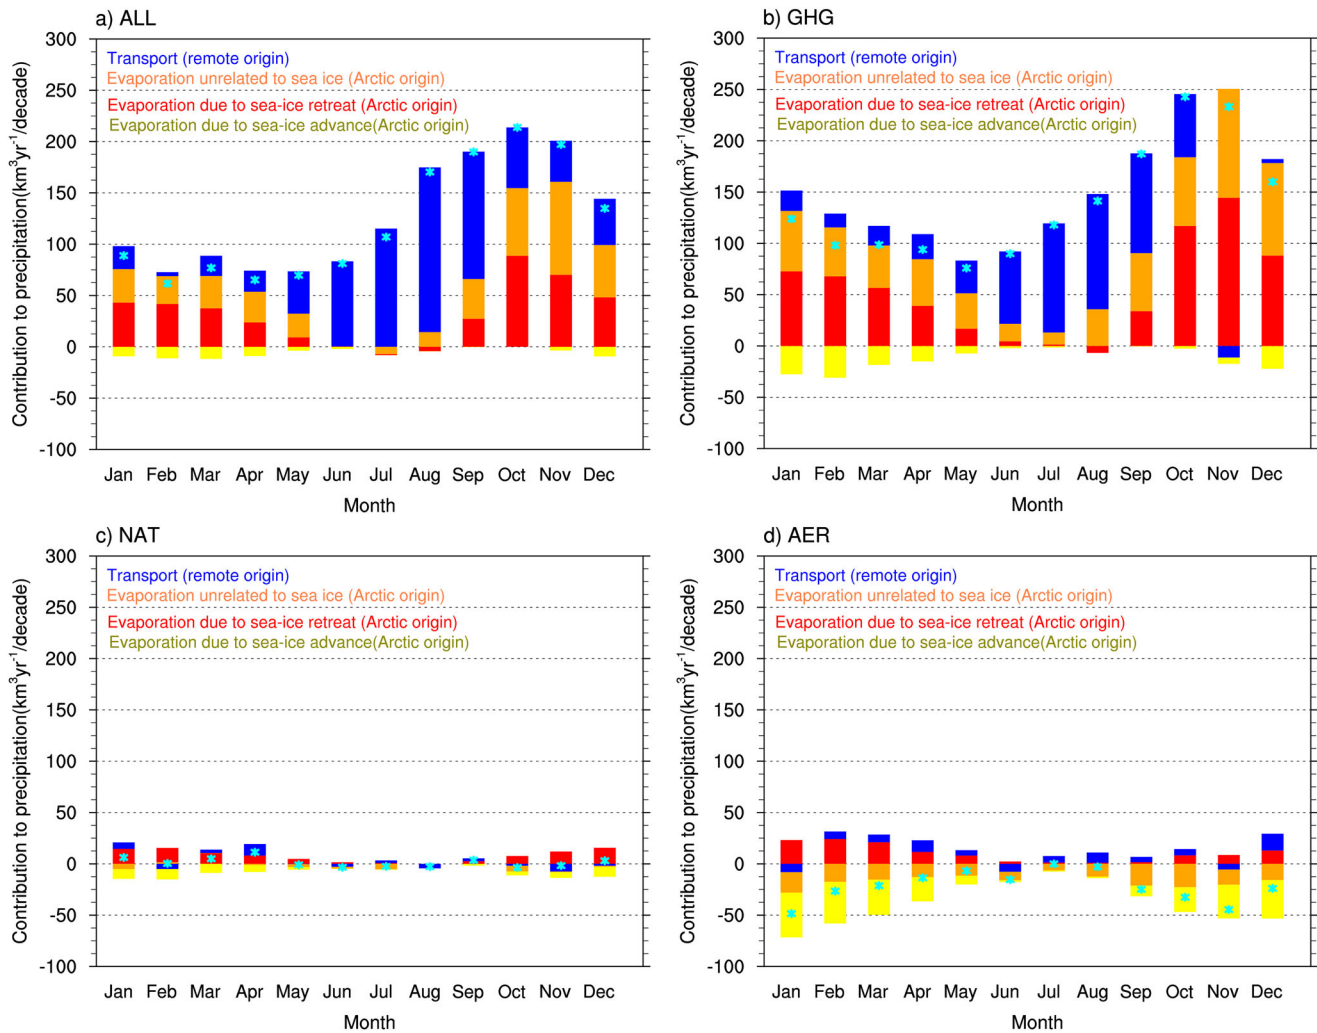 a) ALL
300
250
200
150
100
50
0
-50
-100
Contribution to precipitation(km³yr⁻¹/decade)
Transport (remote origin)
Evaporation unrelated to sea ice (Arctic origin)
Evaporation due to sea-ice retreat (Arctic origin)
Evaporation due to sea-ice advance(Arctic origin)
Jan Feb Mar Apr May Jun Jul Aug Sep Oct Nov Dec
Month
b) GHG
300
250
200
150
100
50
0
-50
-100
Contribution to precipitation(km³yr⁻¹/decade)
Transport (remote origin)
Evaporation unrelated to sea ice (Arctic origin)
Evaporation due to sea-ice retreat (Arctic origin)
Evaporation due to sea-ice advance(Arctic origin)
Jan Feb Mar Apr May Jun Jul Aug Sep Oct Nov Dec
Month
c) NAT
300
250
200
150
100
50
0
-50
-100
Contribution to precipitation(km³yr⁻¹/decade)
Transport (remote origin)
Evaporation unrelated to sea ice (Arctic origin)
Evaporation due to sea-ice retreat (Arctic origin)
Evaporation due to sea-ice advance(Arctic origin)
Jan Feb Mar Apr May Jun Jul Aug Sep Oct Nov Dec
Month
d) AER
300
250
200
150
100
50
0
-50
-100
Contribution to precipitation(km³yr⁻¹/decade)
Transport (remote origin)
Evaporation unrelated to sea ice (Arctic origin)
Evaporation due to sea-ice retreat (Arctic origin)
Evaporation due to sea-ice advance(Arctic origin)
Jan Feb Mar Apr May Jun Jul Aug Sep Oct Nov Dec
Month